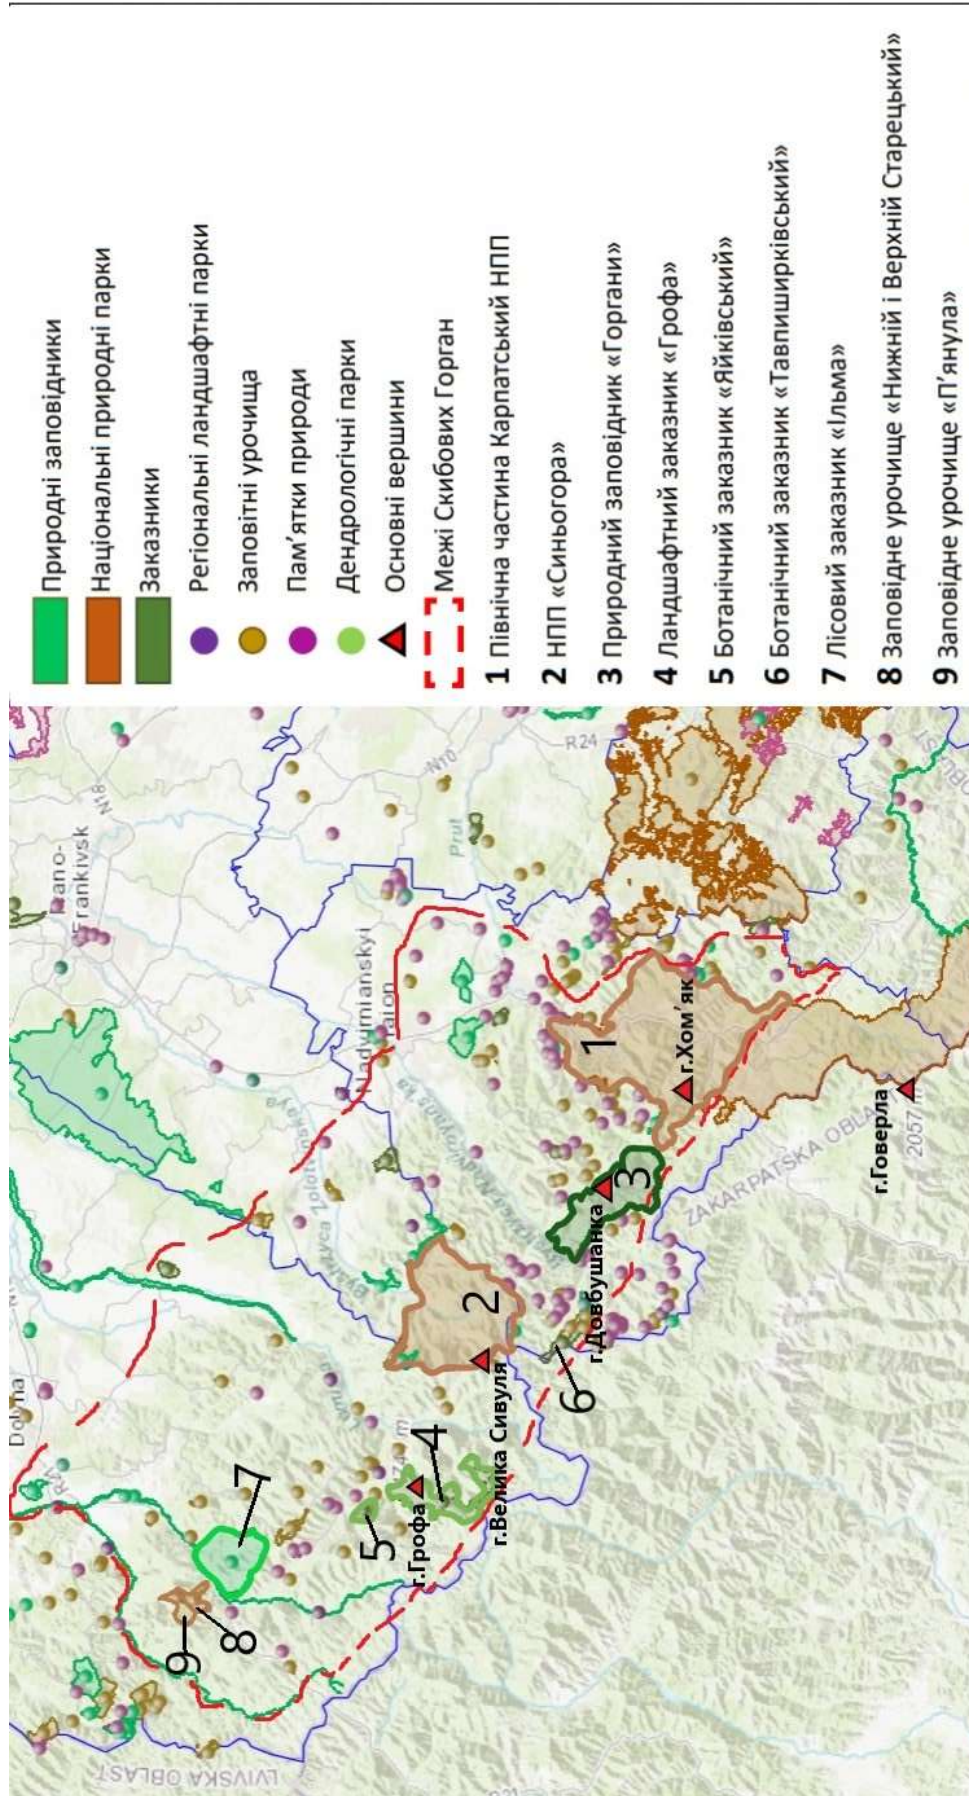 Природні заповідники
Національні природні парки
Заказники
Регіональні ландшафтні парки
Заповітні урочища
Пам’ятки природи
Дендрологічні парки
Основні вершини
Межі Скибових Горган
1 Північна частина Карпатський НПП
2 НПП «Синьогора»
3 Природний заповідник «Горгани»
4 Ландшафтний заказник «Грофа»
5 Ботанічний заказник «Яйківський»
6 Ботанічний заказник «Тавпиширківський»
7 Лісовий заказник «Ільма»
8 Заповідне урочище «Нижній і Верхній Старецький»
9 Заповідне урочище «П’янула»
Frankivsk
N18
N10
R24
Prut
Nadvirnianskyi
raion
LVIVSKA OBLAST
ZAKARPATSKA OBLA
9
8
7
5
4
2
6
3
1
г.Грофа
г.Велика Сивуля
г.Довбушанка
г.Хом’як
г.Говерла
2057 m